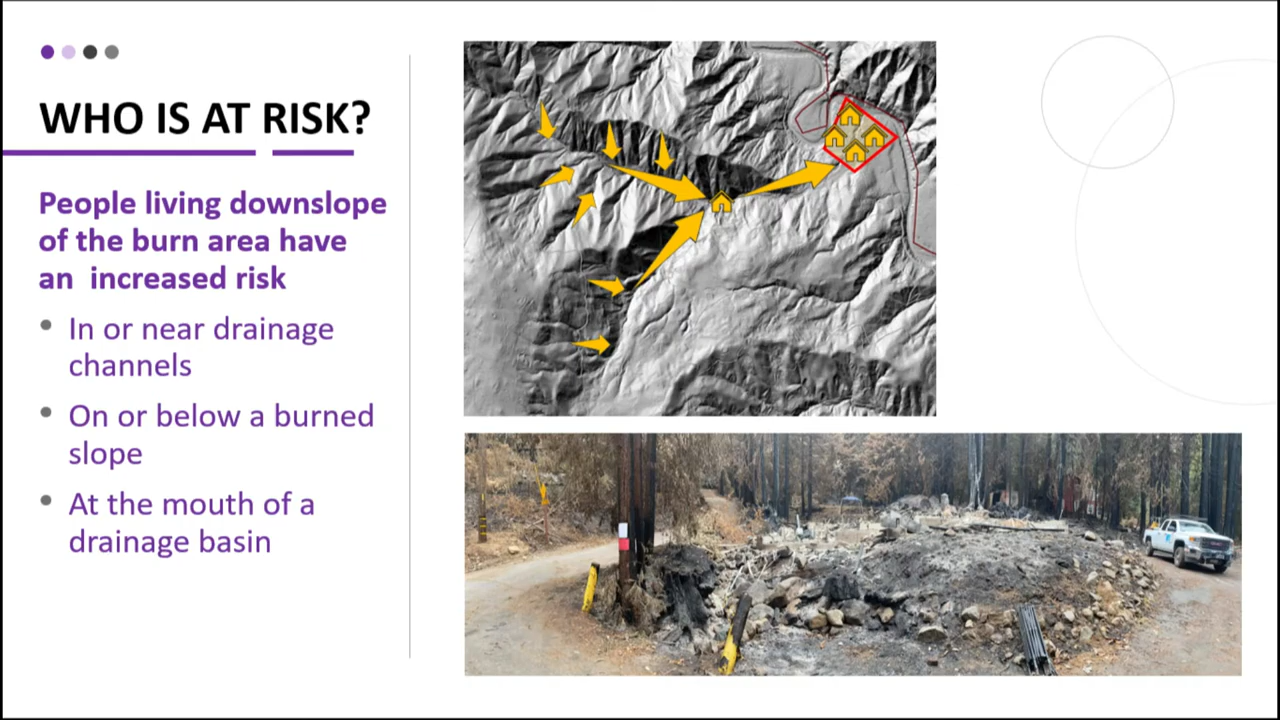 WHO IS AT RISK?
People living downslope
of the burn area have
an  increased risk
• In or near drainage
channels
• On or below a burned
slope
• At the mouth of a
drainage basin